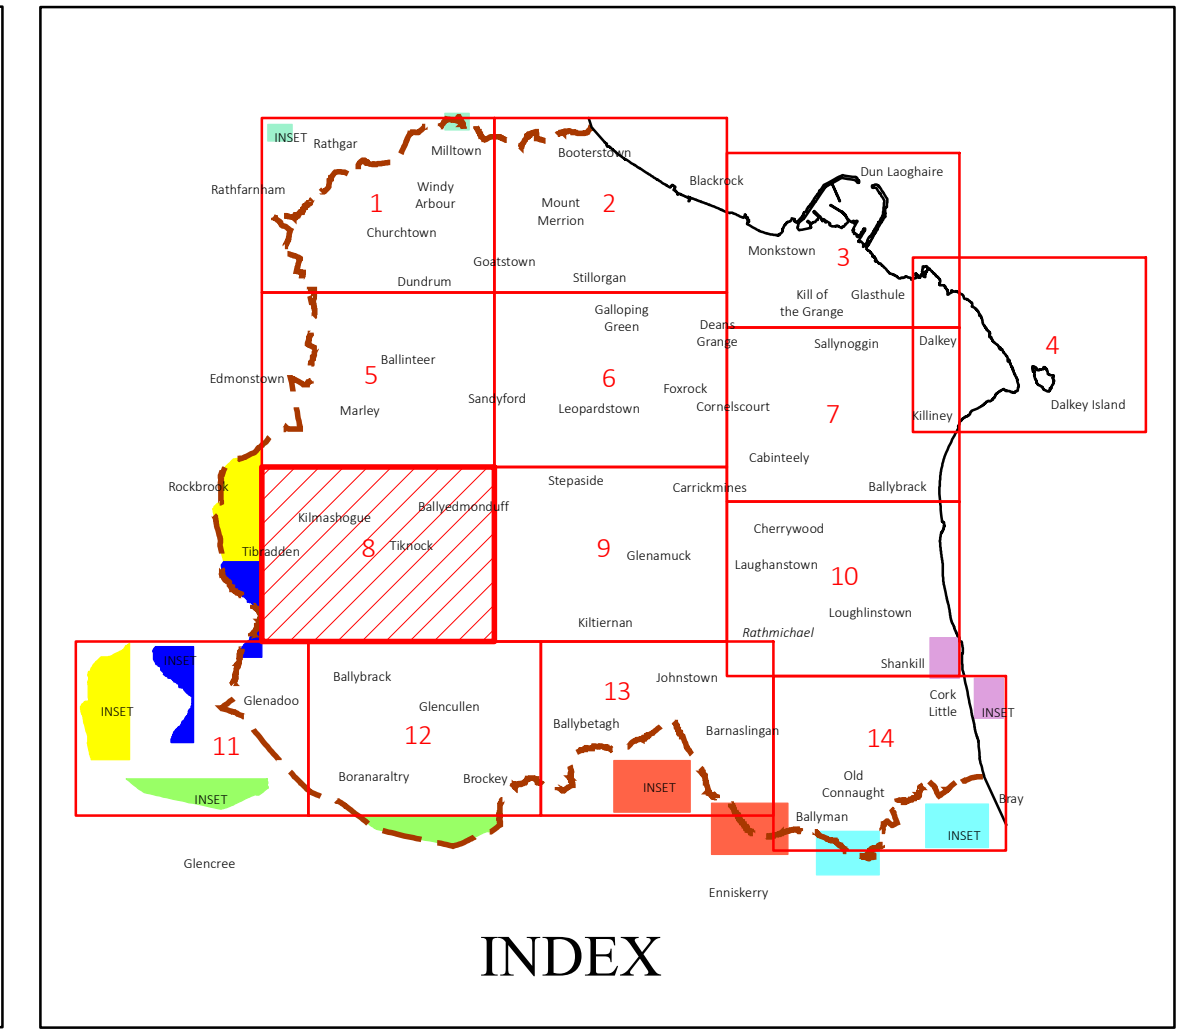 INSET
Rathgar
Milltown
Booterstown
Blackrock
Dun Laoghaire
Rathfarnham
1
Windy
Arbour
Mount
Merrion
2
Churchtown
Monkstown
3
Goatstown
Dundrum
Stillorgan
Kill of
the Grange
Glasthule
Galloping
Green
Deans
Grange
Sallynoggin
Dalkey
4
Edmonstown
5
Ballinteer
6
Foxrock
Marley
Sandyford
Leopardstown
Cornelscourt
7
Killiney
Dalkey Island
Cabinteely
Rockbrook
Stepaside
Carrickmines
Ballybrack
Kilmashogue
Ballyedmonduff
Tibradden
8
Tiknock
9
Glenamuck
Cherrywood
Laughanstown
10
Loughlinstown
Kiltiernan
Rathmichael
Shankill
INSET
INSET
Glenadoo
11
INSET
Ballybrack
Glencullen
12
Boranaraltry
Brockey
13
Johnstown
Ballybetagh
Barnaslingan
INSET
Cork
Little
INSET
14
Old
Connaught
Bray
Ballyman
INSET
Glencree
Enniskerry
INDEX